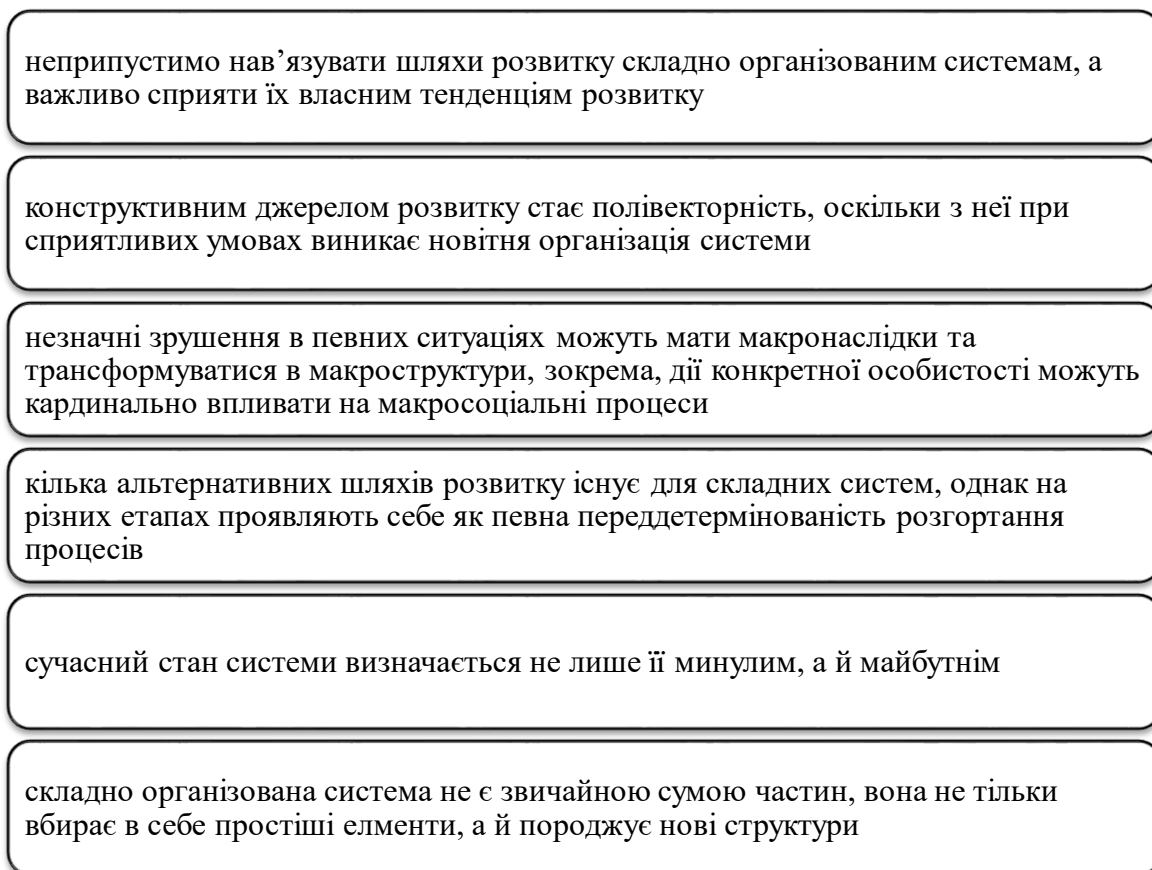 неприпустимо нав’язувати шляхи розвитку складно організованим системам, а
важливо сприяти їх власним тенденціям розвитку
конструктивним джерелом розвитку стає полівекторність, оскільки з неї при
сприятливих умовах виникає новітня організація системи
незначні зрушення в певних ситуаціях можуть мати макронаслідки та
трансформуватися в макроструктури, зокрема, дії конкретної особистості можуть
кардинально впливати на макросоціальні процеси
кілька альтернативних шляхів розвитку існує для складних систем, однак на
різних етапах проявляють себе як певна переддетермінованість розгортання
процесів
сучасний стан системи визначається не лише її минулим, а й майбутнім
складно організована система не є звичайною сумою частин, вона не тільки
вбирає в себе простіші елменти, а й породжує нові структури